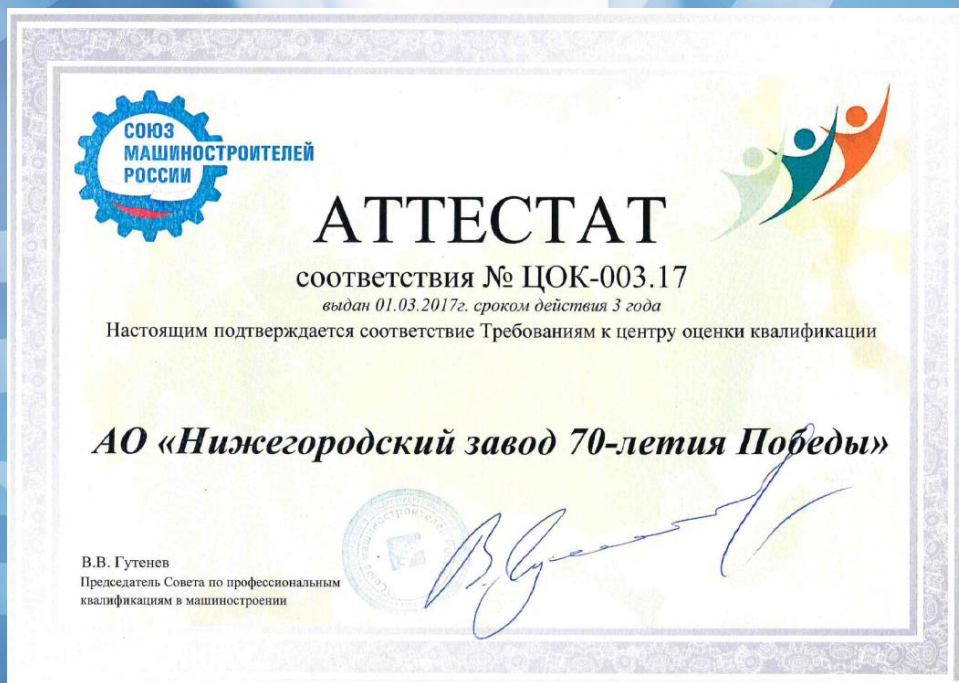 СОЮЗ
МАШИНОСТРОИТЕЛЕЙ
РОССИИ
АТТЕСТАТ
соответствия № ЦОК-003.17
выдан 01.03.2017г. сроком действия 3 года
Настоящим подтверждается соответствие Требованиям к центру оценки квалификации
АО «Нижегородский завод 70-летия Победы»
В.В. Гутенев
Председатель Совета по профессиональным
квалификациям в машиностроении